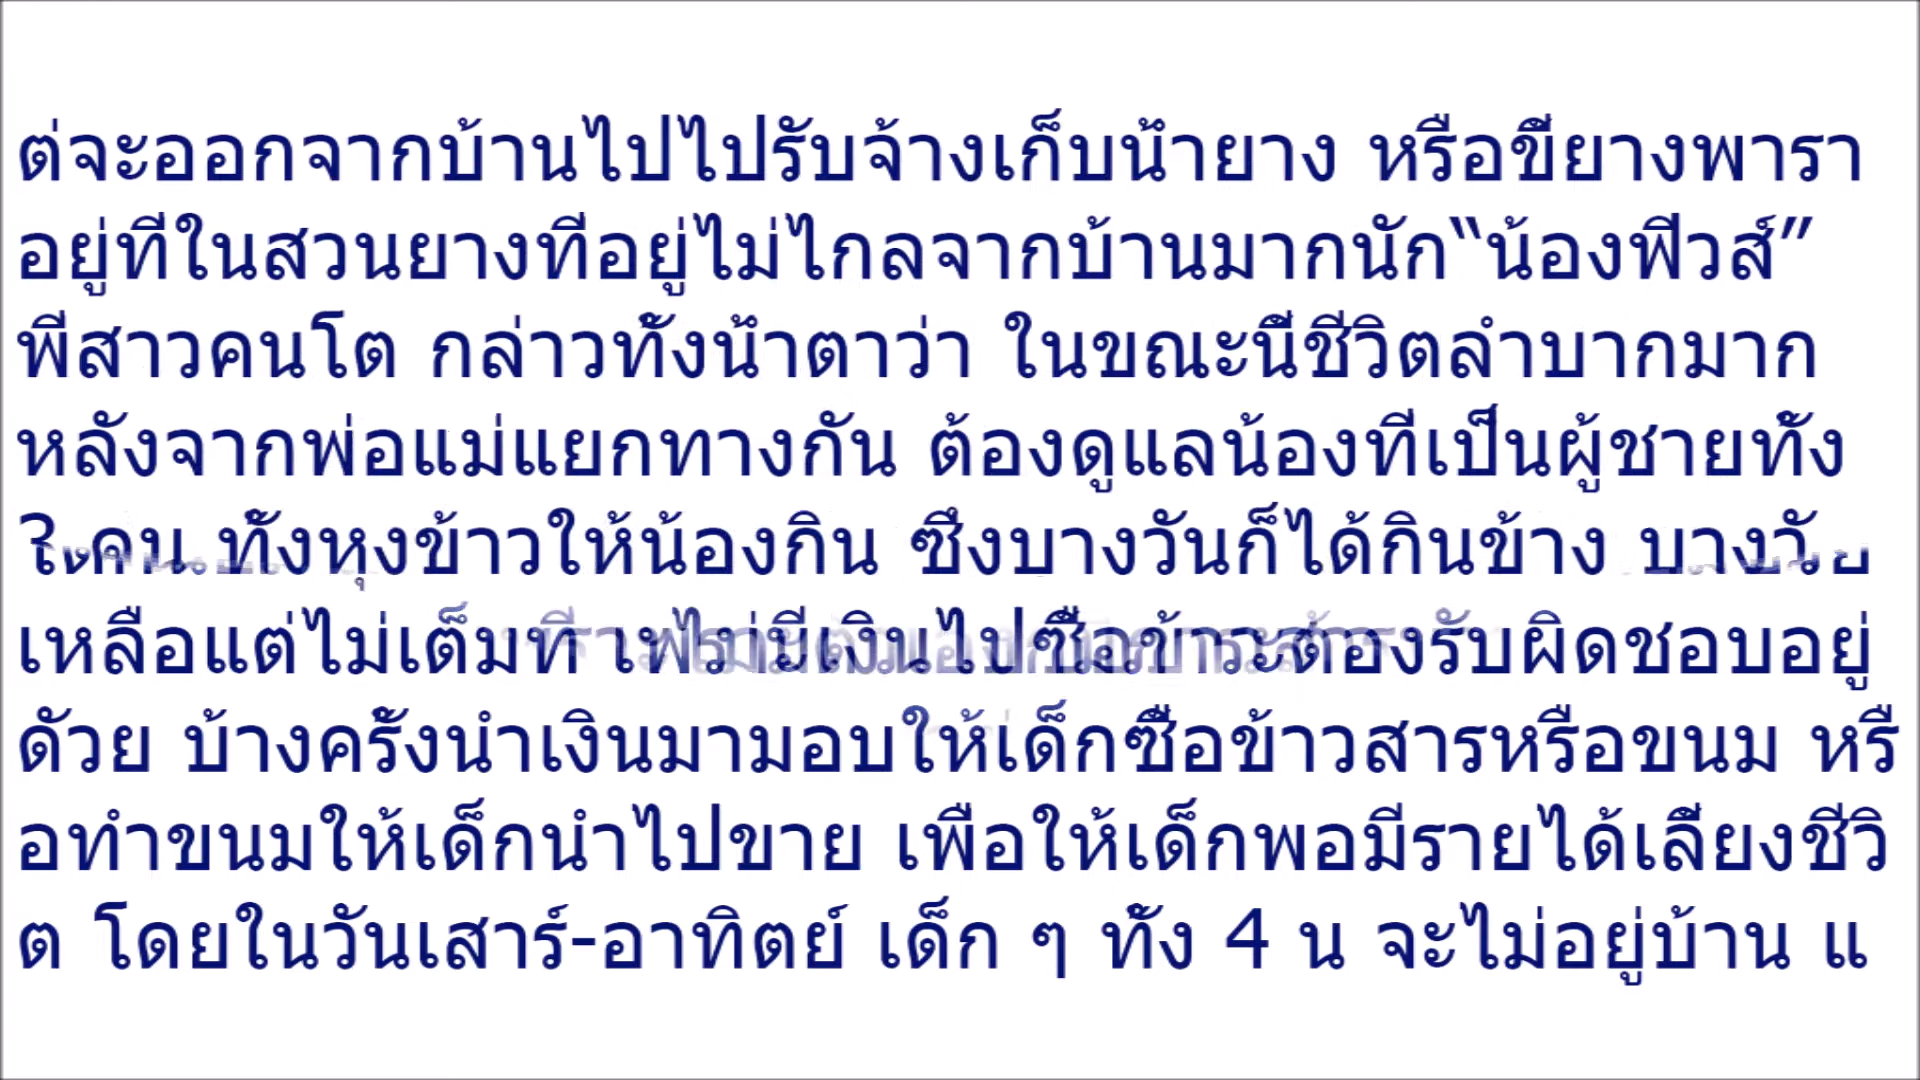 ต่จะออกจากบ้านไปไปรับจ้างเก็บน้ำยาง หรือขี้ยางพารา
อยู่ที่ในสวนยางที่อยู่ไม่ไกลจากบ้านมากนัก“น้องฟิวส์”
พี่สาวคนโต กล่าวทั้งน้ำตาว่า ในขณะนี้ชีวิตลำบากมาก
หลังจากพ่อแม่แยกทางกัน ต้องดูแลน้องที่เป็นผู้ชายทั้ง
3 คน ทั้งหุงข้าวให้น้องกิน ซึ่งบางวันก็ได้กินข้าง
เหลือแต่ไม่เต็มที่ ไปซื้อ ต้องรับผิดชอบอยู่
ด้วย บ้างครั้งนำเงินมามอบให้เด็กซื้อข้าวสารหรือขนม หรื
อทำขนมให้เด็กนำไปขาย เพื่อให้เด็กพอมีรายได้เลี้ยงชีวิ
ต โดยในวันเสาร์-อาทิตย์ เด็ก ๆ ทั้ง 4 น จะไม่อยู่บ้าน แ